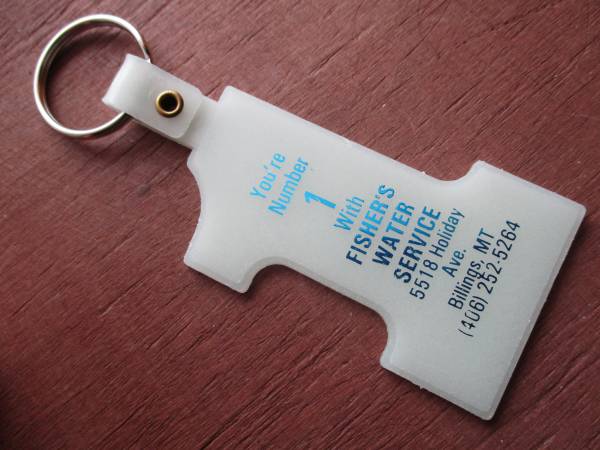 You're
Number
1
With
FISHER'S
WATER
SERVICE
5518 Holiday
Ave.
Billings, MT
(406) 252-5264